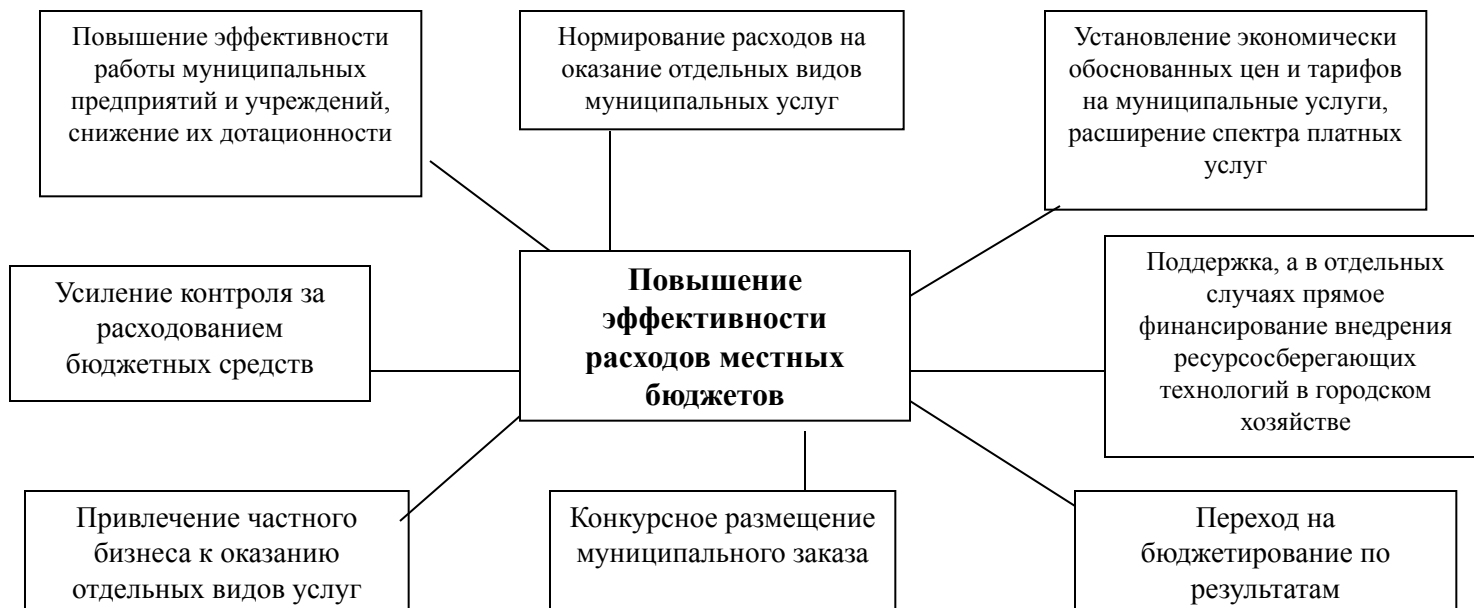 Повышение эффективности
работы муниципальных
предприятий и учреждений,
снижение их дотационности
Нормирование расходов на
оказание отдельных видов
муниципальных услуг
Установление экономически
обоснованных цен и тарифов
на муниципальные услуги,
расширение спектра платных
услуг
Усиление контроля за
расходованием
бюджетных средств
Повышение
эффективности
расходов местных
бюджетов
Поддержка, а в отдельных
случаях прямое
финансирование внедрения
ресурсосберегающих
технологий в городском
хозяйстве
Привлечение частного
бизнеса к оказанию
отдельных видов услуг
Конкурсное размещение
муниципального заказа
Переход на
бюджетирование по
результатам